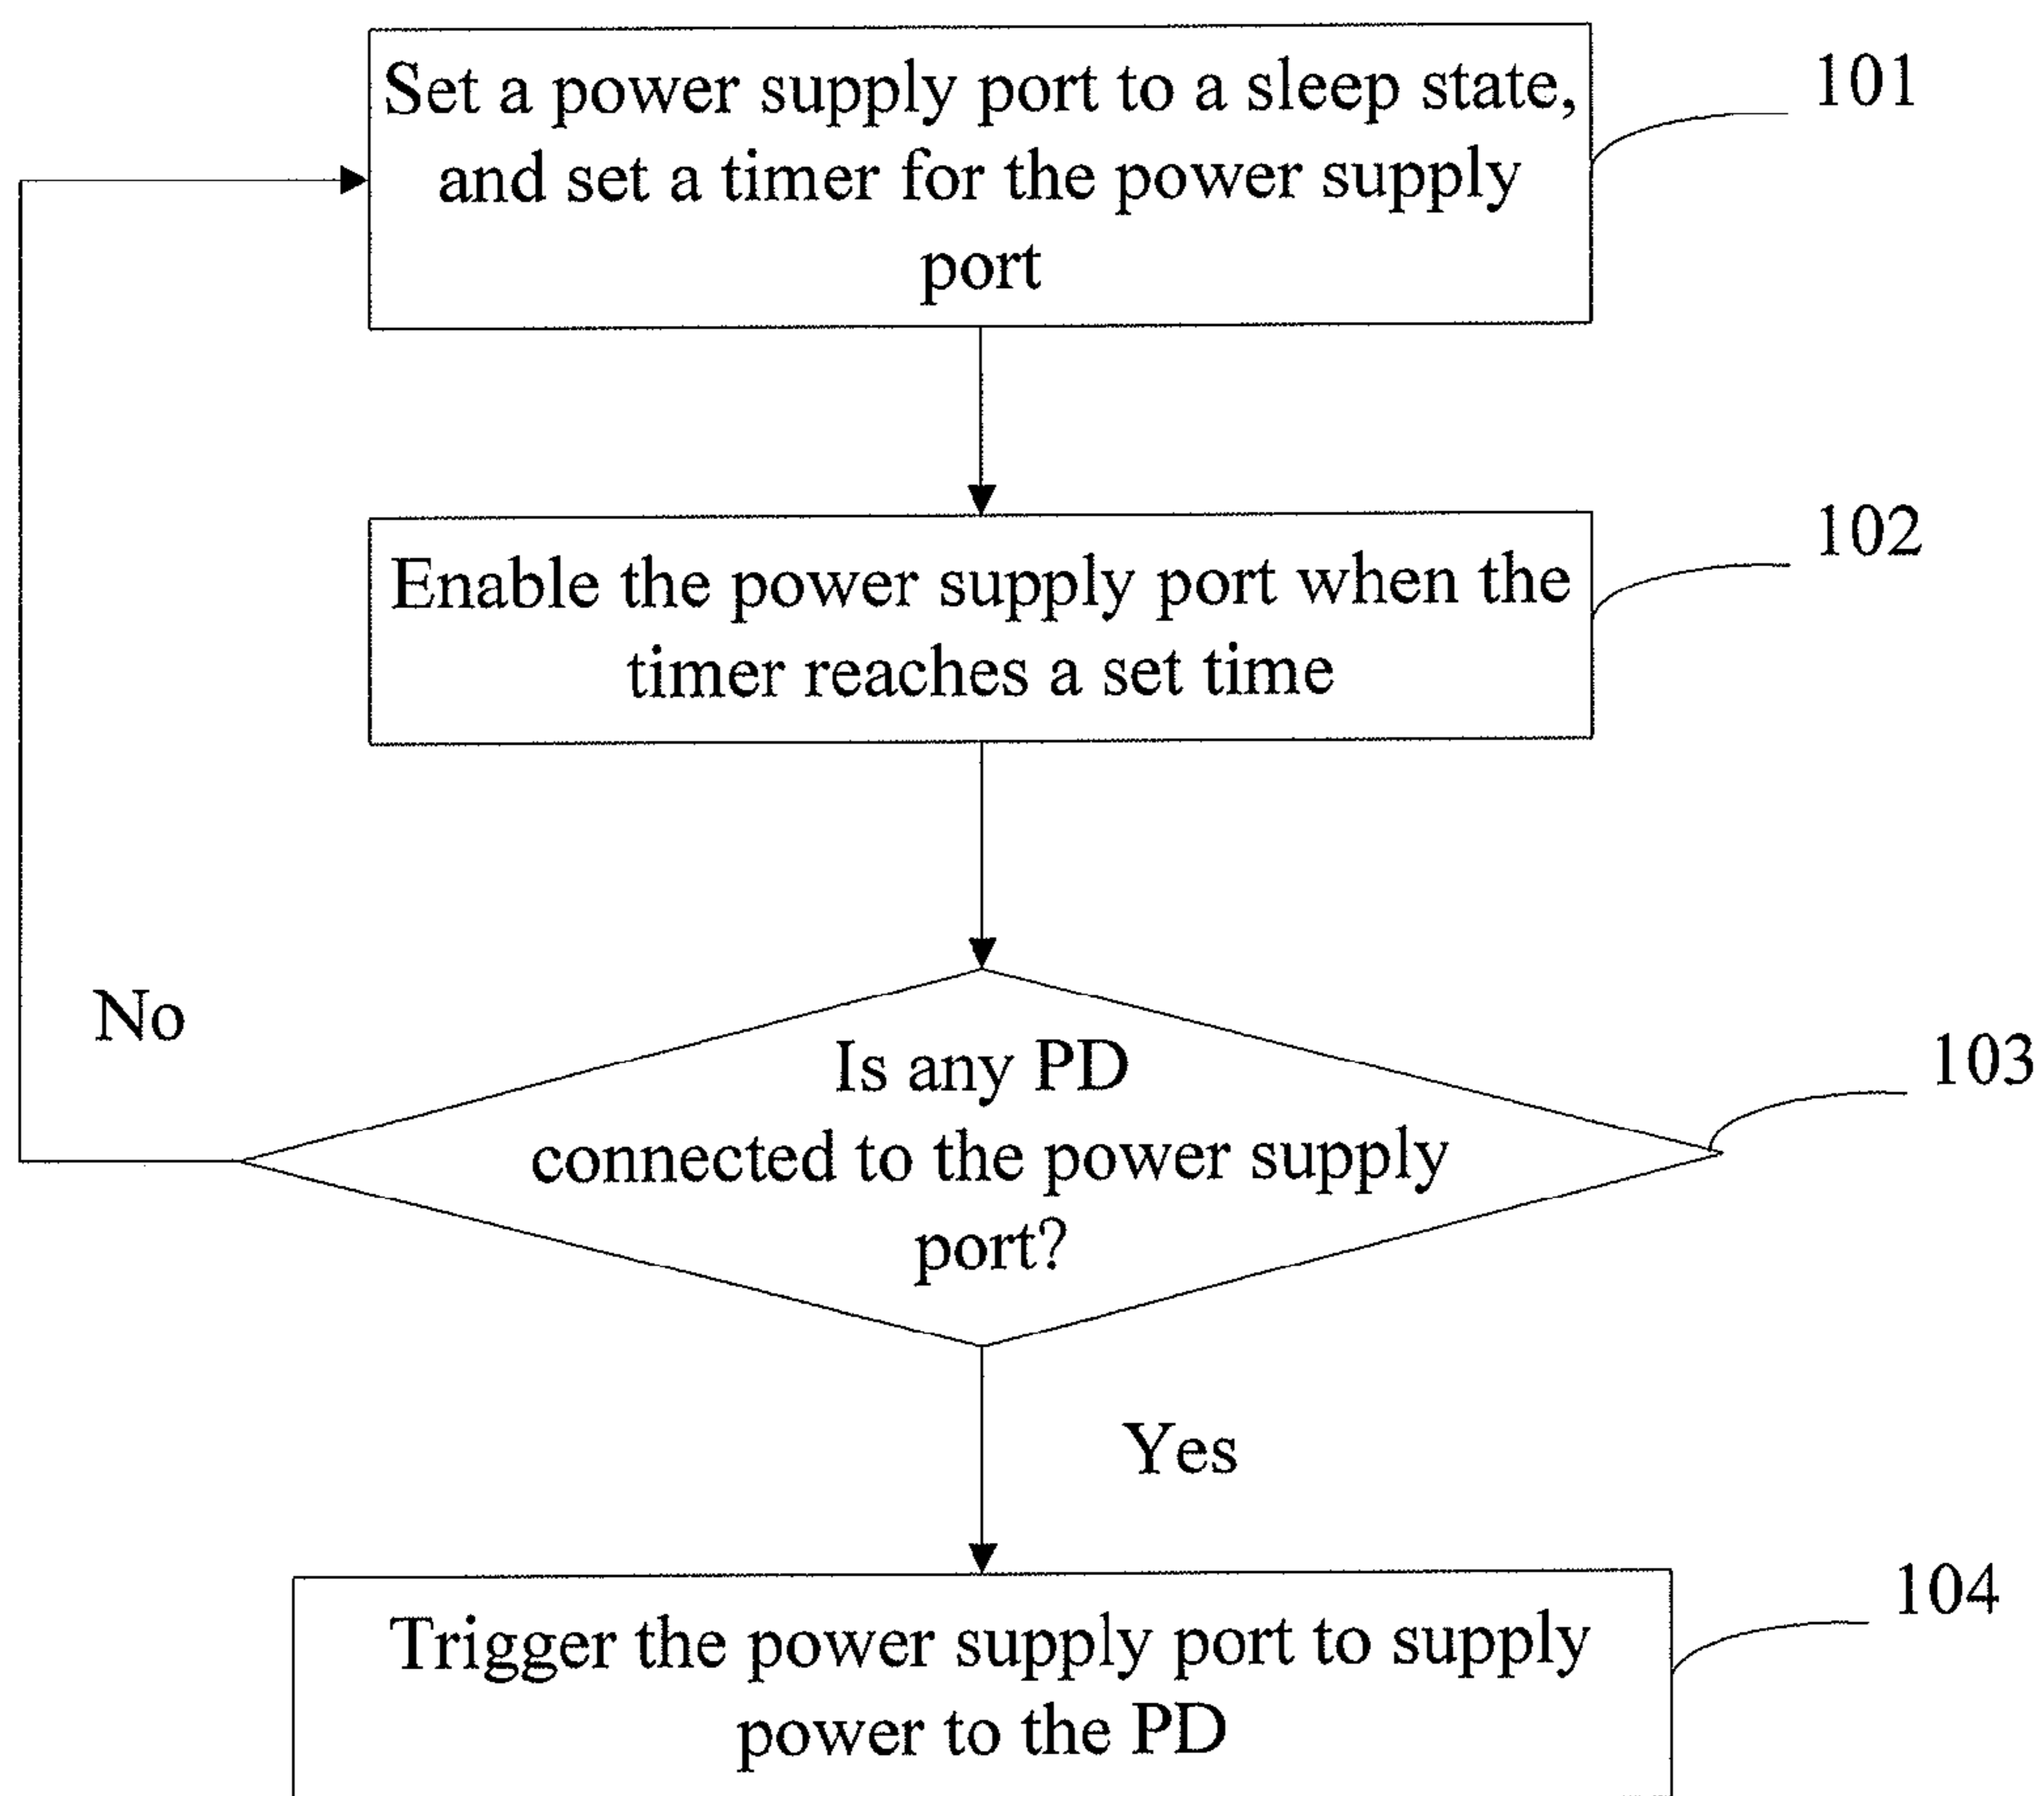 Set a power supply port to a sleep state,
and set a timer for the power supply
port
101
Enable the power supply port when the
timer reaches a set time
102
No
Is any PD
connected to the power supply
port?
103
Yes
Trigger the power supply port to supply
power to the PD
104